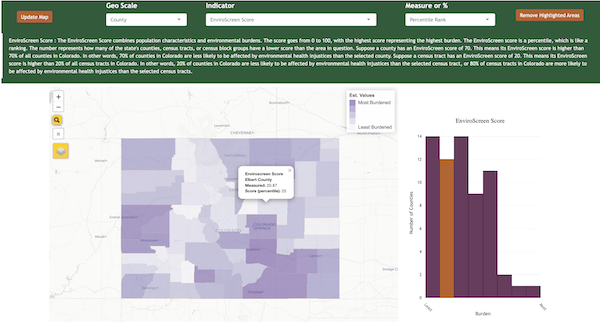 Geo Scale
Indicator
Measure or %
Update Map
County
EnviroScreen Score
Percentile Rank
Remove Highlighted Areas
EnviroScreen Score : The EnviroScreen Score combines population characteristics and environmental burdens. The score goes from 0 to 100, with the highest score representing the highest burden. The EnviroScreen score is a percentile, which is like a
ranking. The number represents how many of the state's counties, census tracts, or census block groups have a lower score than the area in question. Suppose a county has an EnviroScreen score of 70. This means its EnviroScreen score is higher than
70% of all counties in Colorado. In other words, 70% of counties in Colorado are less likely to be affected by environmental health injustices than the selected county. Suppose a census tract has an EnviroScreen score of 20. This means its EnviroScreen
score is higher than 20% of all census tracts in Colorado. In other words, 20% of census tracts in Colorado are less likely to be affected by environmental health injustices than the selected census tract, or 80% of census tracts in Colorado are more likely to
be affected by environmental health injustices than the selected census tracts.
+
−
Est. Values
Most Burdened
Least Burdened
CHEYENNE
Enviroscreen Score
Elbert County
Measured: 20.87
COLORADO
SPRINGS
EnviroScreen Score
Number of Counties
14
12
10
8
6
4
2
0
Least
Most
Burden